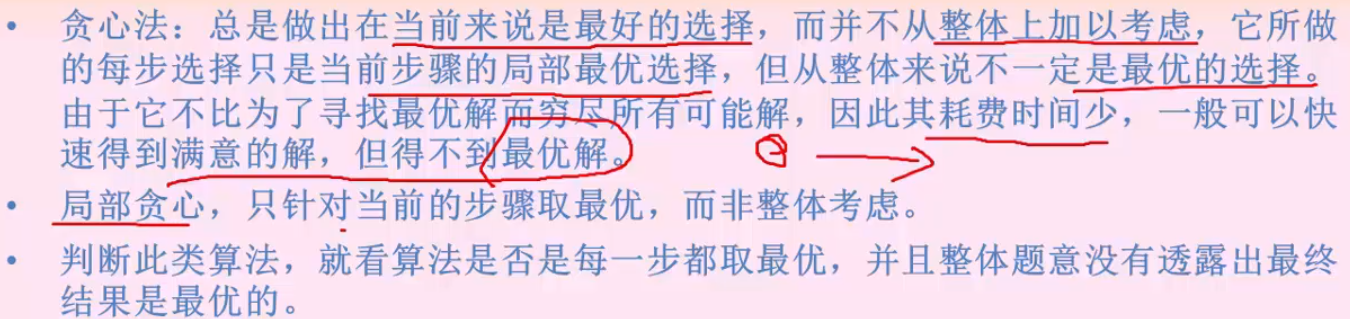 • 贪心法：总是做出在当前来说是最好的选择，而并不从整体上加以考虑，它所做
的每步选择只是当前步骤的局部最优选择，但从整体来说不一定是最优的选择。
由于它不比为了寻找最优解而穷尽所有可能解，因此其耗费时间少，一般可以快
速得到满意的解，但得不到最优解。
• 局部贪心，只针对当前的步骤取最优，而非整体考虑。
• 判断此类算法，就看算法是否是每一步都取最优，并且整体题意没有透露出最终
结果是最优的。